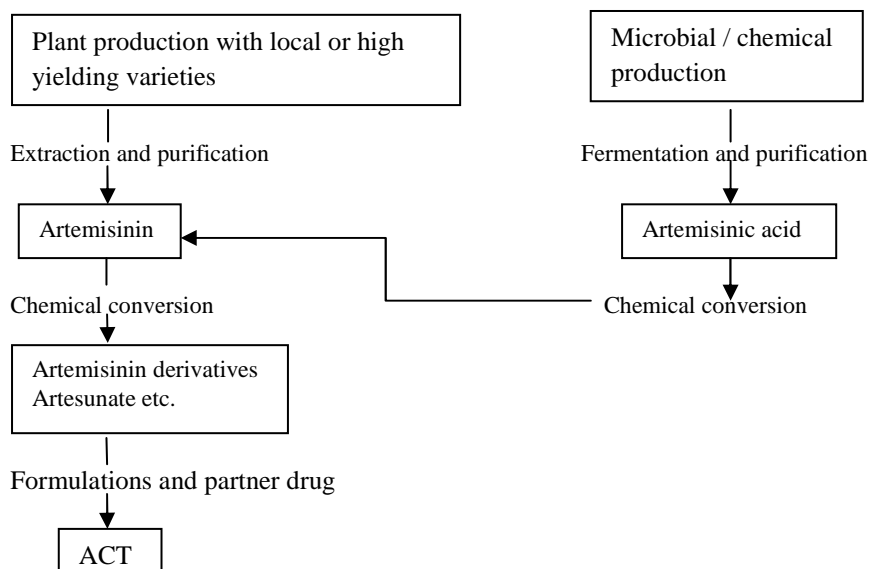 Plant production with local or high
yielding varieties
Microbial / chemical
production
Extraction and purification
Fermentation and purification
Artemisinin
Artemisinic acid
Chemical conversion
Chemical conversion
Artemisinin derivatives
Artesunate etc.
Formulations and partner drug
ACT